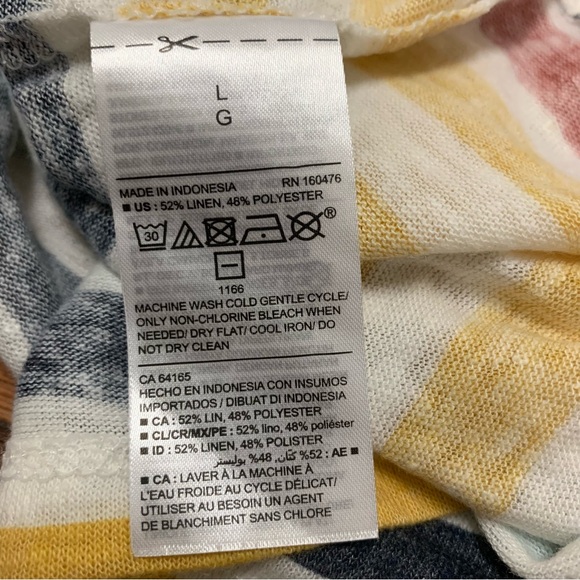 L
G
MADE IN INDONESIA RN 160476
■ US : 52% LINEN, 48% POLYESTER
30 ®
1166
MACHINE WASH COLD GENTLE CYCLE/
ONLY NON-CHLORINE BLEACH WHEN
NEEDED/ DRY FLAT/ COOL IRON/ DO
NOT DRY CLEAN
CA 64165
HECHO EN INDONESIA CON INSUMOS
IMPORTADOS / DIBUAT DI INDONESIA
■ CA : 52% LIN, 48% POLYESTER
■ CL/CR/MX/PE : 52% lino, 48% poliéster
■ ID : 52% LINEN, 48% POLISTER
■ AE : 52% كتّان, 48% بوليستر
■ CA : LAVER À LA MACHINE À
L'EAU FROIDE AU CYCLE DÉLICAT/
UTILISER AU BESOIN UN AGENT
DE BLANCHIMENT SANS CHLORE